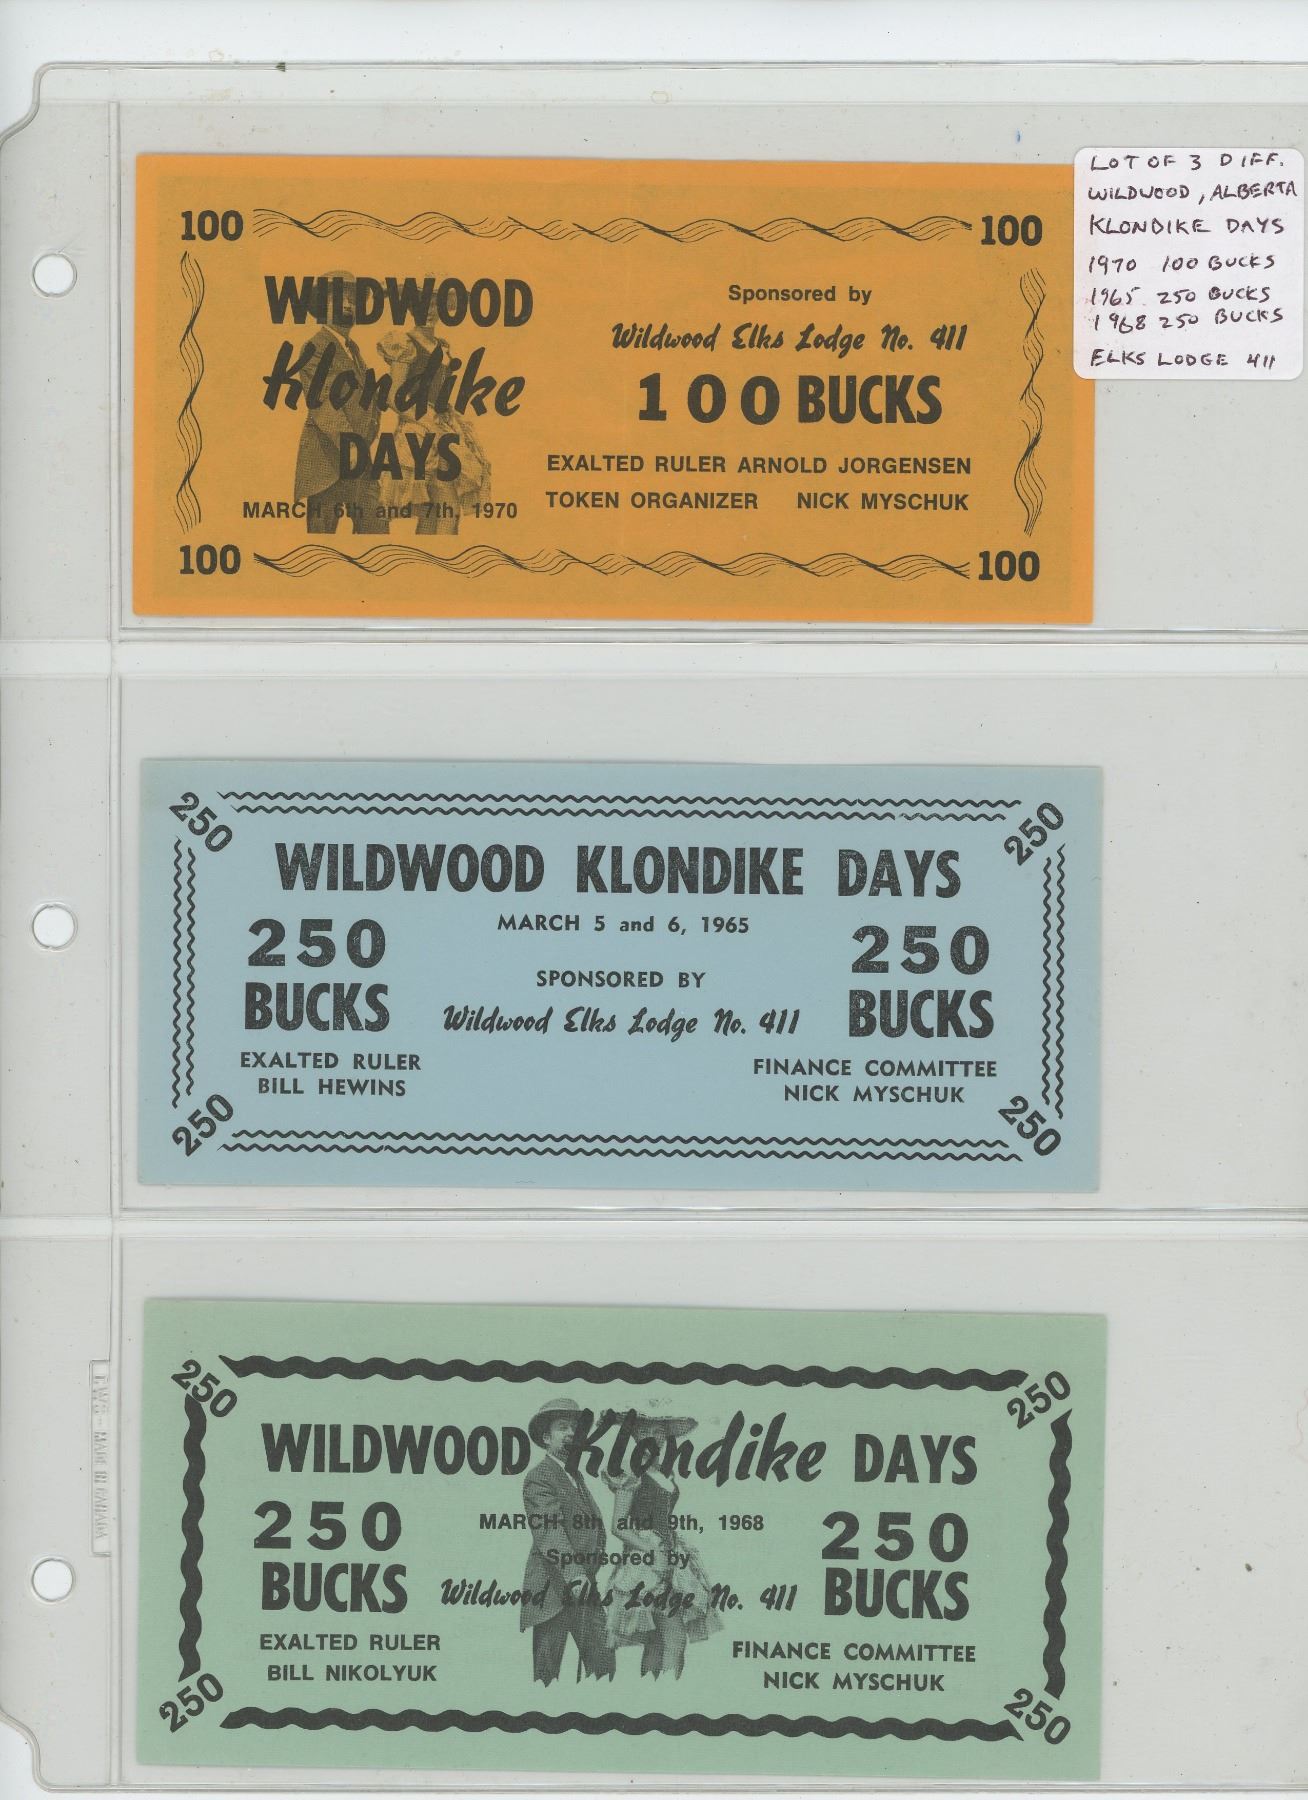 LOT OF 3 DIFF.
WILDWOOD, ALBERTA
KLONDIKE DAYS
1970 100 BUCKS
1965. 250 BUCKS
1968 250 BUCKS
ELKS LODGE 411
100 100
WILDWOOD
Klondike
DAYS
MARCH 6th and 7th, 1970
Sponsored by
Wildwood Elks Lodge No. 411
100 BUCKS
EXALTED RULER ARNOLD JORGENSEN
TOKEN ORGANIZER NICK MYSCHUK
100 100
250 250
WILDWOOD KLONDIKE DAYS
MARCH 5 and 6, 1965
250
BUCKS
EXALTED RULER
BILL HEWINS
SPONSORED BY
Wildwood Elks Lodge No. 411
250
BUCKS
FINANCE COMMITTEE
NICK MYSCHUK
250 250
250 250
WILDWOOD Klondike DAYS
250
BUCKS
EXALTED RULER
BILL NIKOLYUK
MARCH 8th and 9th, 1968
Sponsored by
Wildwood Elks Lodge No. 411
250
BUCKS
FINANCE COMMITTEE
NICK MYSCHUK
250 250
MADE IN CANADA